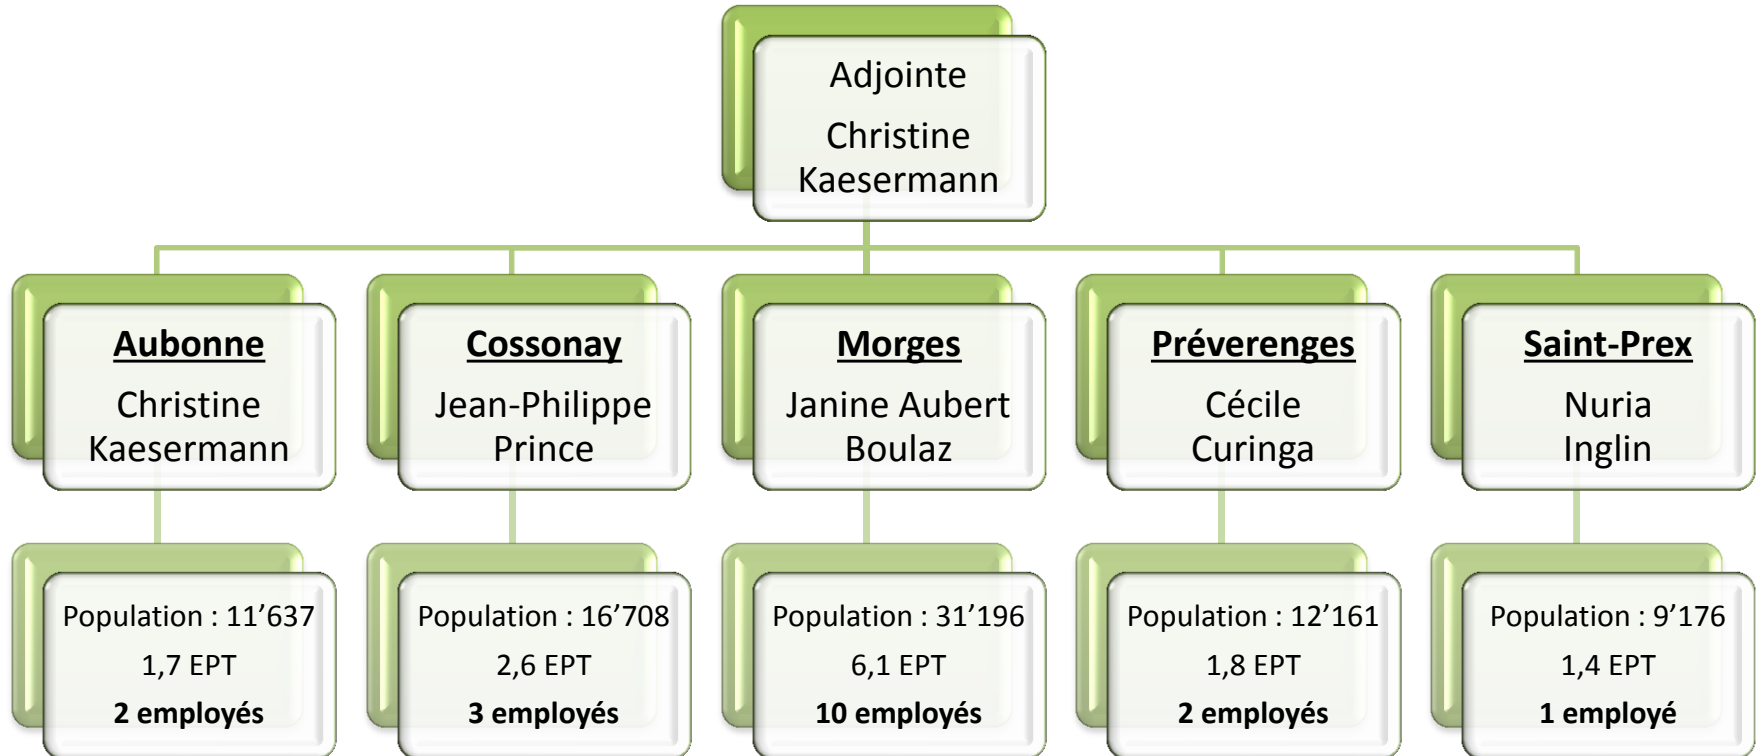 Adjointe
Christine
Kaesermann
Aubonne
Christine
Kaesermann
Cossonay
Jean-Philippe
Prince
Morges
Janine Aubert
Boulaz
Préverenges
Cécile
Curinga
Saint-Prex
Nuria
Inglin
Population : 11’637
1,7 EPT
2 employés
Population : 16’708
2,6 EPT
3 employés
Population : 31’196
6,1 EPT
10 employés
Population : 12’161
1,8 EPT
2 employés
Population : 9’176
1,4 EPT
1 employé